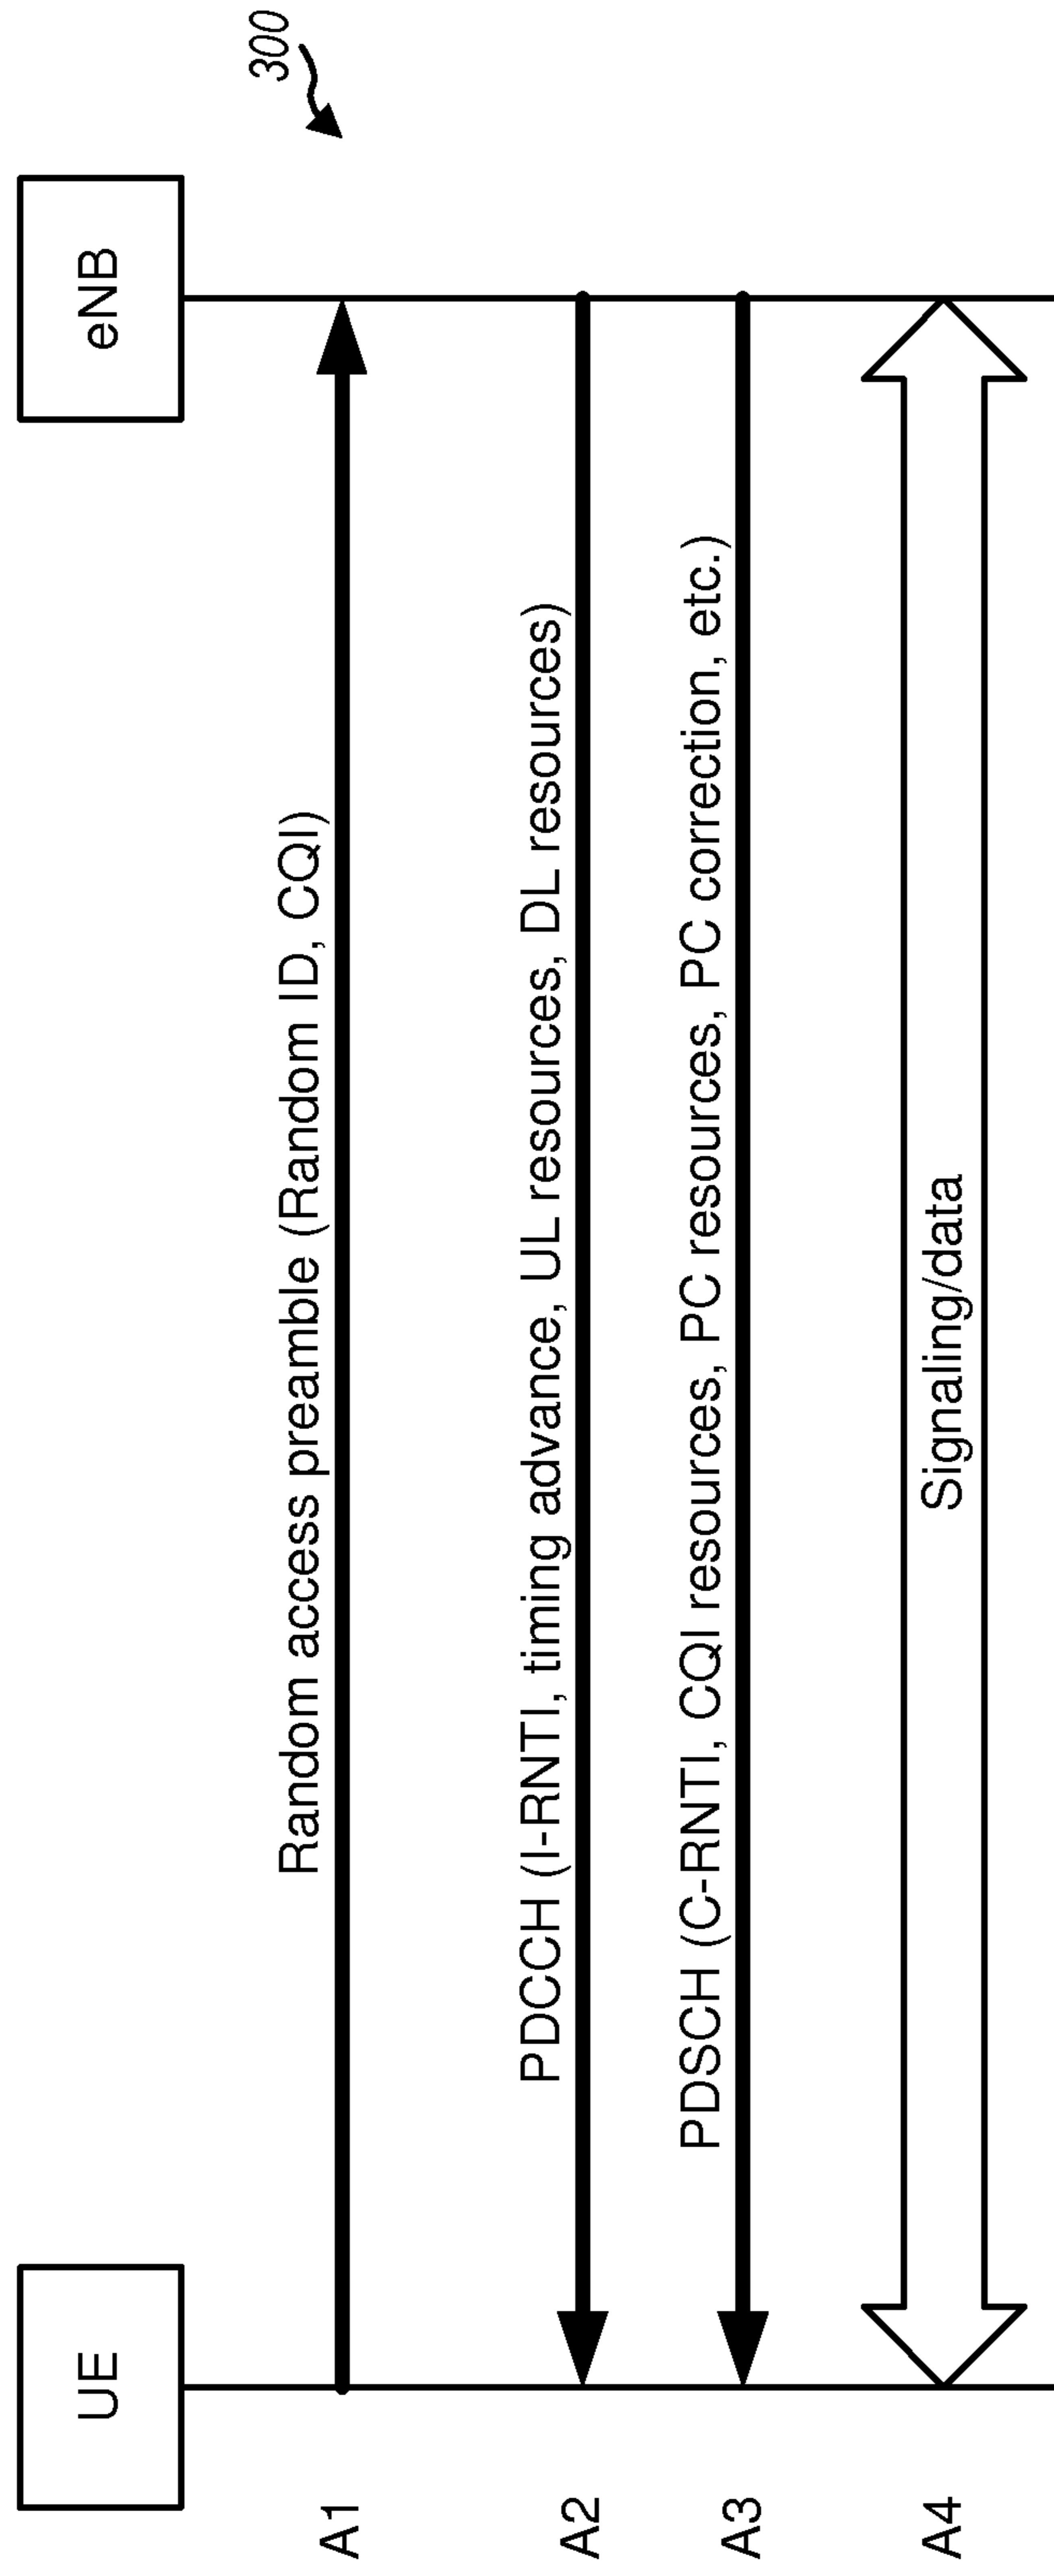 300
UE
eNB
A1
Random access preamble (Random ID, CQI)
A2
PDCCH (I-RNTI, timing advance, UL resources, DL resources)
A3
PDSCH (C-RNTI, CQI resources, PC resources, PC correction, etc.)
A4
Signaling/data